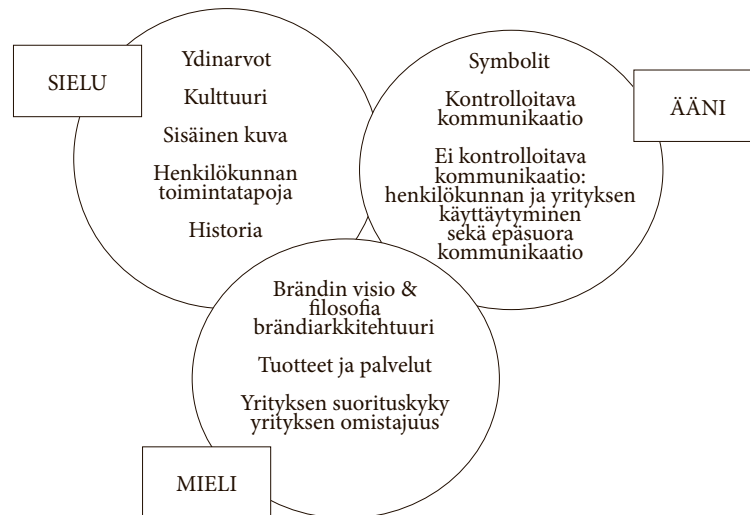 SIELU
Ydinarvot
Kulttuuri
Sisäinen kuva
Henkilökunnan
toimintatapoja
Historia
Symbolit
Kontrolloitava
kommunikaatio
Ei kontrolloitava
kommunikaatio:
henkilökunnan ja yrityksen
käyttäytyminen
sekä epäsuora
kommunikaatio
ÄÄNI
Brändin visio &
filosofia
brändiarkkitehtuuri
Tuotteet ja palvelut
Yrityksen suorituskyky
yrityksen omistajuus
MIELI